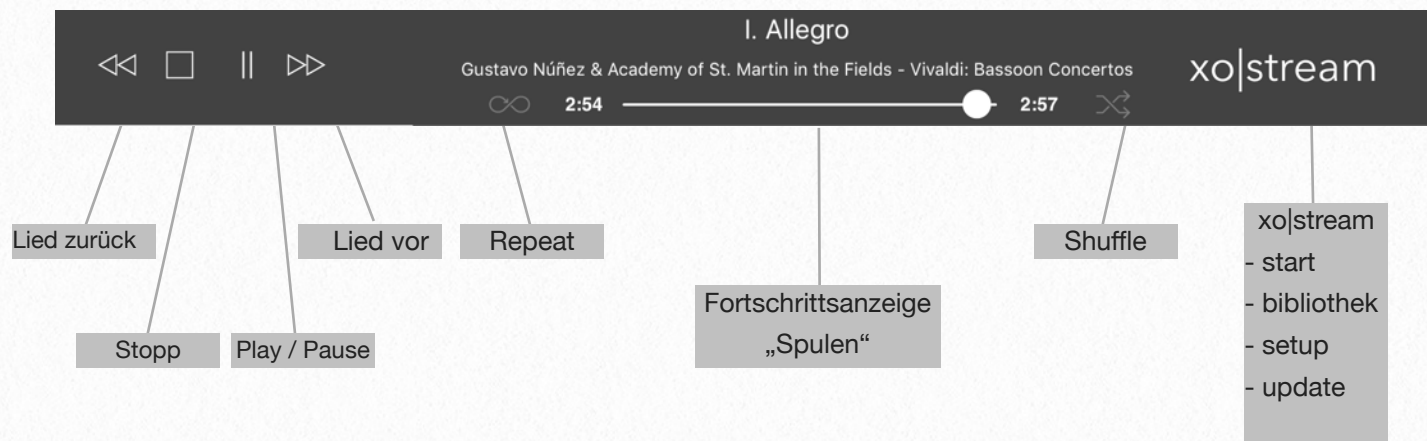 I. Allegro
Gustavo Núñez & Academy of St. Martin in the Fields - Vivaldi: Bassoon Concertos
xo|stream
2:54
2:57
Lied zurück
Lied vor
Repeat
Shuffle
Stopp
Play / Pause
Fortschrittsanzeige
„Spulen“
xo|stream
- start
- bibliothek
- setup
- update